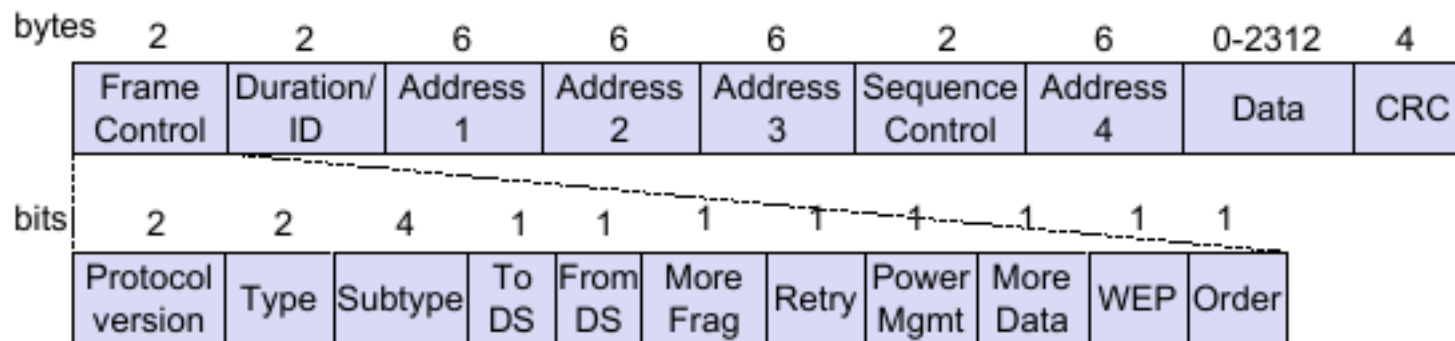 bytes 2 2 6 6 6 2 6 0-2312 4
Frame Duration/ Address Address Address Sequence Address Data CRC
Control ID 1 2 3 Control 4
bits 2 2 4 1 1 1 1 1 1 1 1
Protocol Type Subtype To From More Retry Power More WEP Order
version DS DS Frag Mgmt Data